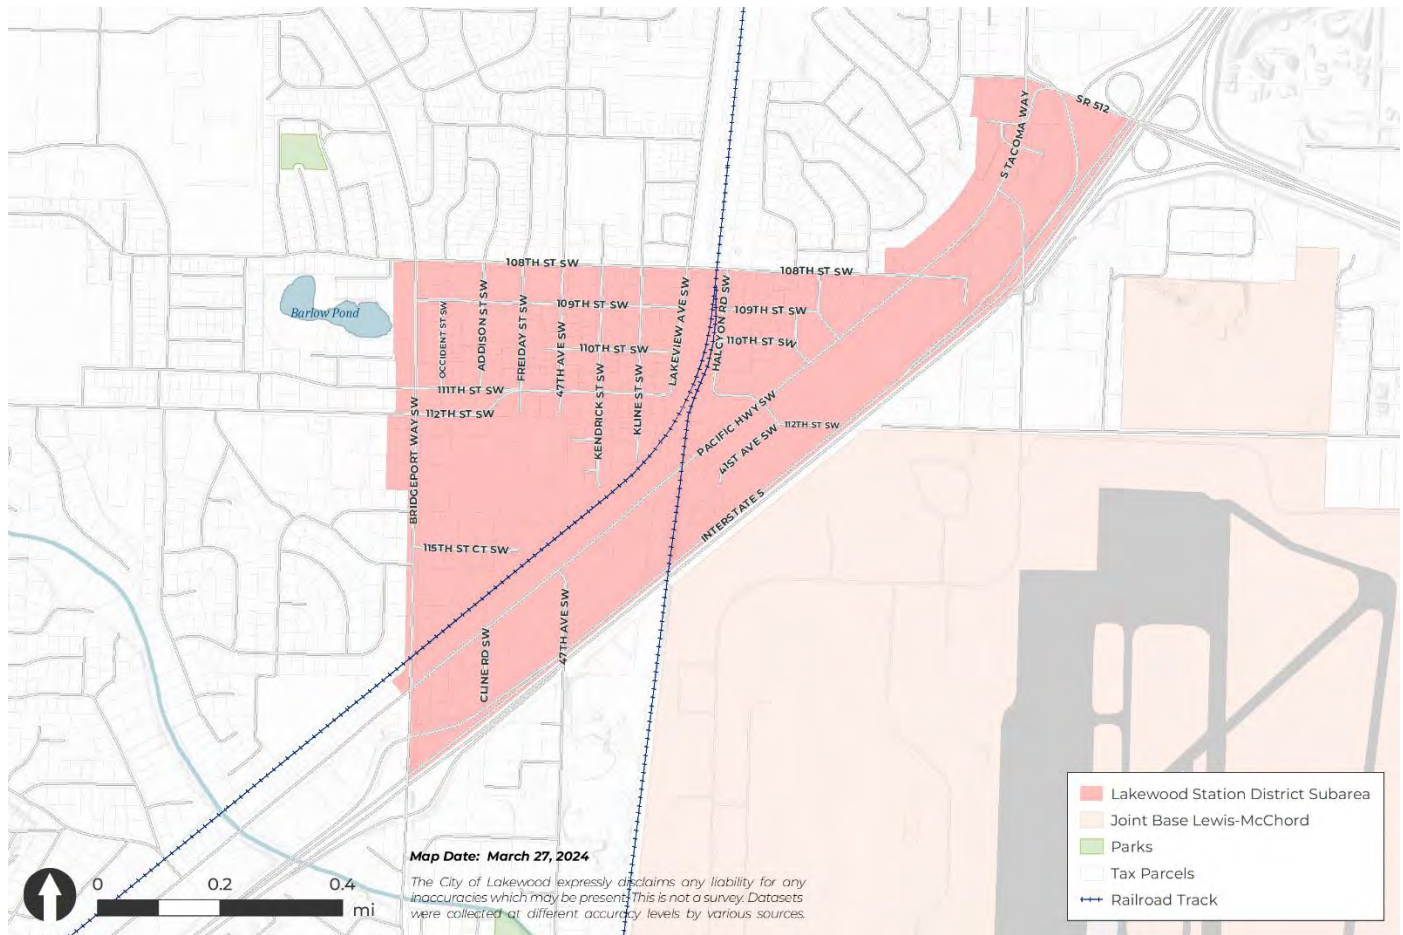 SR 512
S TACOMA WAY
108TH ST SW
108TH ST SW
Barlow Pond
OCCIDENT ST SW
ADDISON ST SW
FREIDAY ST SW
109TH ST SW
47TH AVE SW
110TH ST SW
KENDRICK ST SW
KLINE ST SW
LAKEVIEW AVE SW
HALCYON RD SW
109TH ST SW
110TH ST SW
111TH ST SW
112TH ST SW
BRIDGEPORT WAY SW
PACIFIC HWY SW
41ST AVE SW
112TH ST SW
INTERSTATE 5
115TH ST CT SW
CLINE RD SW
47TH AVE SW
Lakewood Station District Subarea
Joint Base Lewis-McChord
Parks
Tax Parcels
Railroad Track
Map Date: March 27, 2024
The City of Lakewood expressly disclaims any liability for any
inaccuracies which may be present. This is not a survey. Datasets
were collected at different accuracy levels by various sources.
0 0.2 0.4
mi